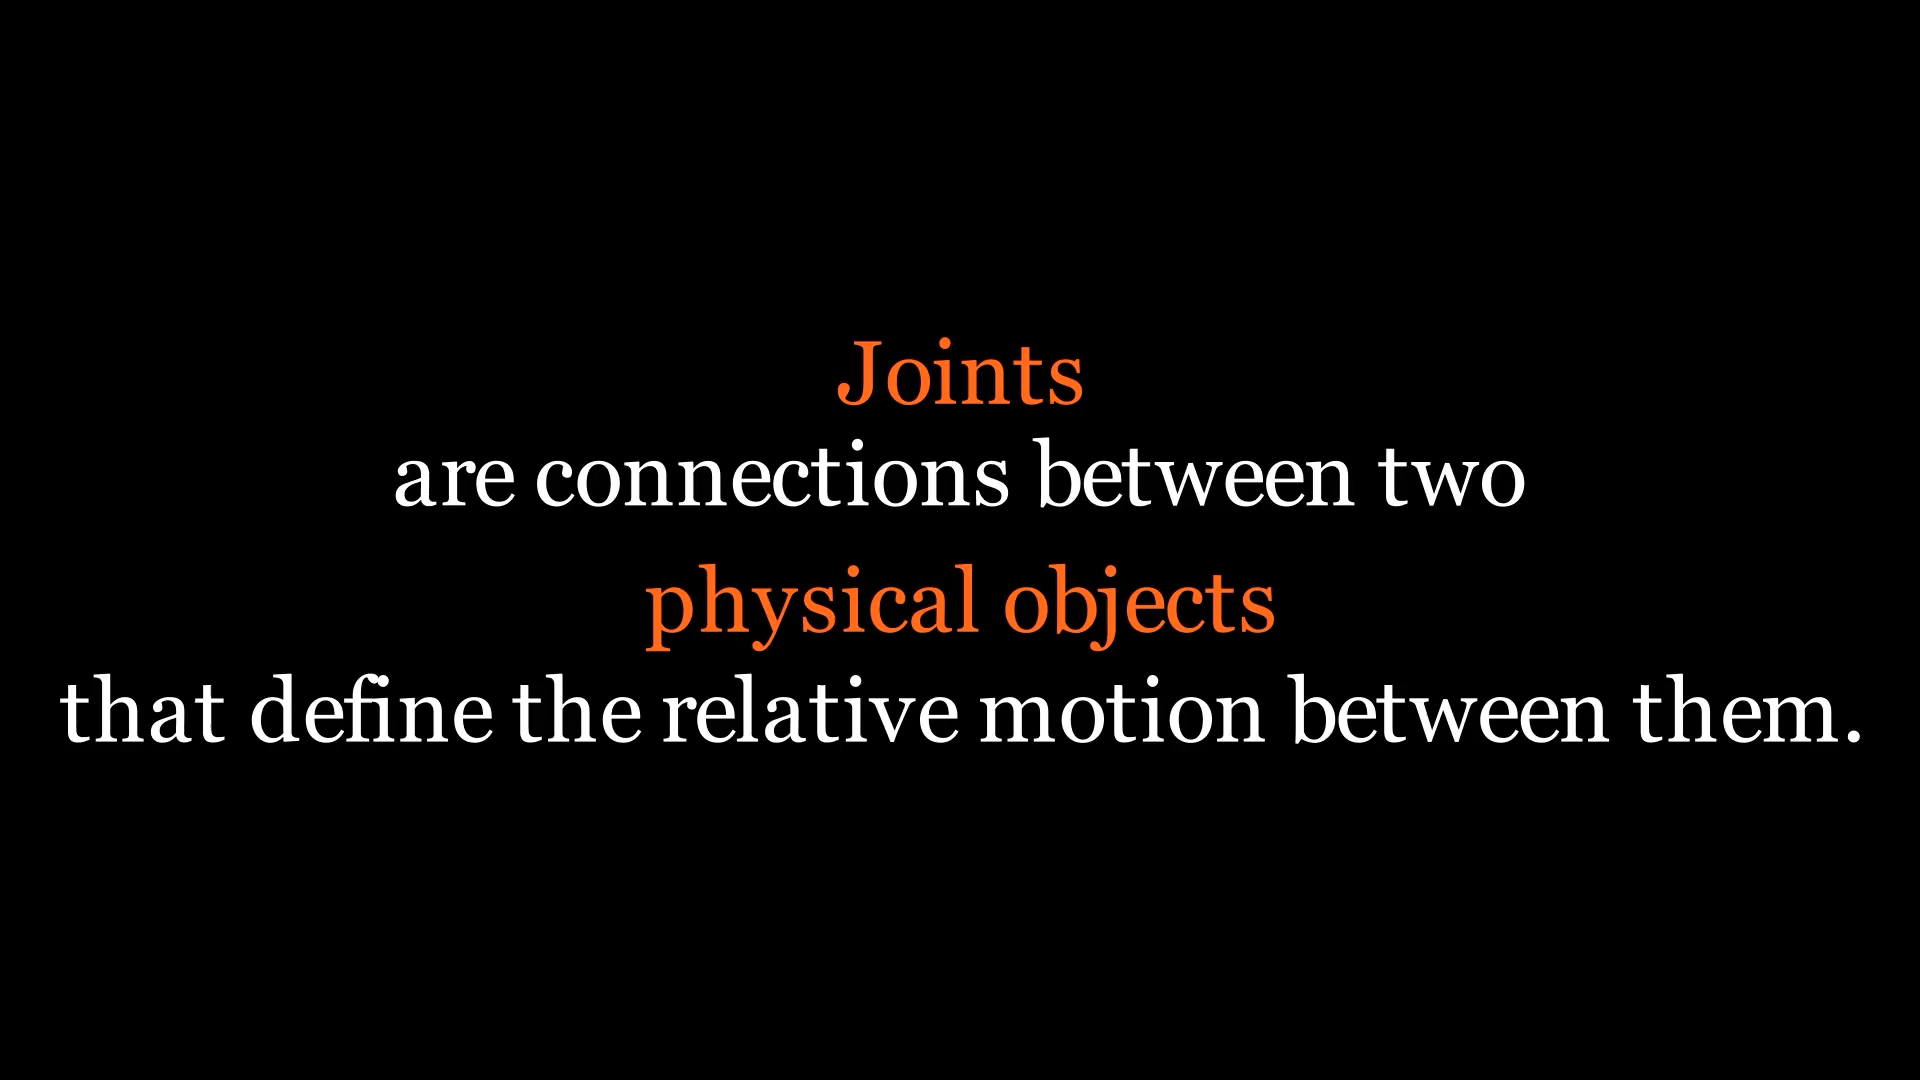 Joints
are connections between two
physical objects
that define the relative motion between them.